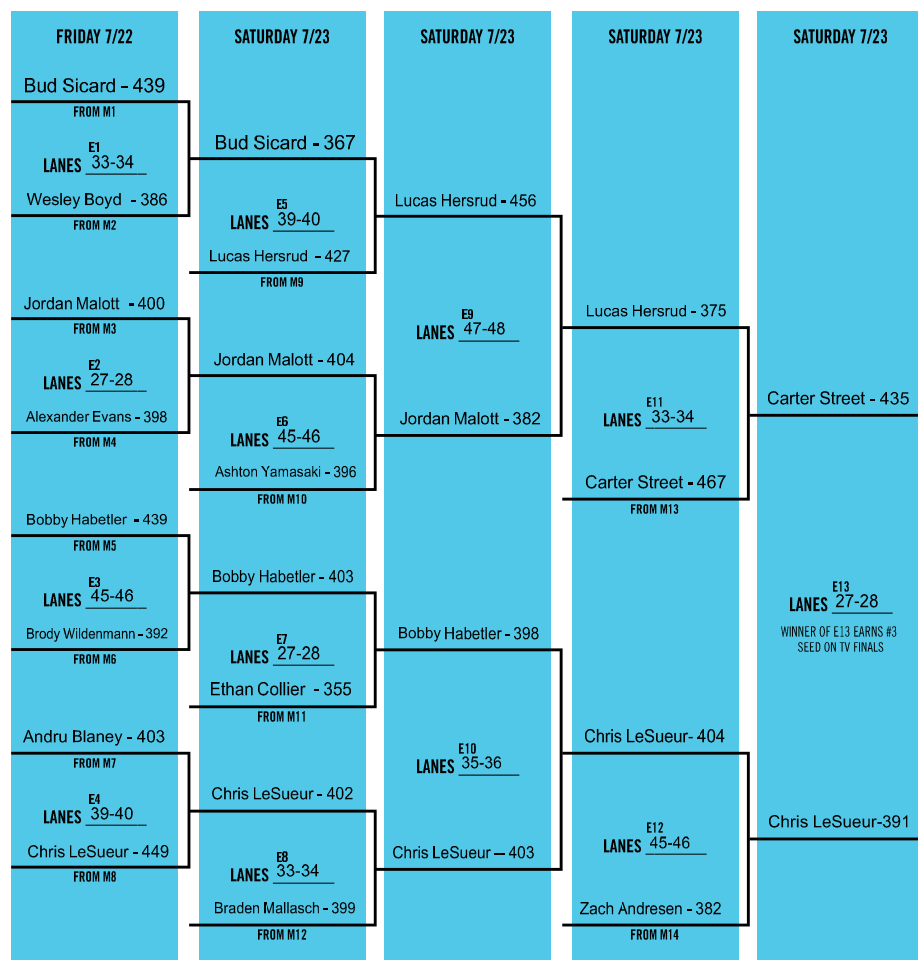 FRIDAY 7/22
Bud Sicard - 439
FROM M1
E1
LANES 33-34
Wesley Boyd - 386
FROM M2
Jordan Malott - 400
FROM M3
E2
LANES 27-28
Alexander Evans - 398
FROM M4
Bobby Habetler - 439
FROM M5
E3
LANES 45-46
Brody Wildenmann - 392
FROM M6
Andru Blaney - 403
FROM M7
E4
LANES 39-40
Chris LeSueur - 449
FROM M8
SATURDAY 7/23
Bud Sicard - 367
E5
LANES 39-40
Lucas Hersrud - 427
FROM M9
Jordan Malott - 404
E6
LANES 45-46
Ashton Yamasaki - 396
FROM M10
Bobby Habetler - 403
E7
LANES 27-28
Ethan Collier - 355
FROM M11
Chris LeSueur - 402
E8
LANES 33-34
Braden Mallasch - 399
FROM M12
SATURDAY 7/23
Lucas Hersrud - 456
E9
LANES 47-48
Jordan Malott - 382
Bobby Habetler - 398
E10
LANES 35-36
Chris LeSueur – 403
SATURDAY 7/23
Lucas Hersrud - 375
E11
LANES 33-34
Carter Street - 467
FROM M13
Chris LeSueur- 404
E12
LANES 45-46
Zach Andresen - 382
FROM M14
SATURDAY 7/23
Carter Street - 435
E13
LANES 27-28
WINNER OF E13 EARNS #3
SEED ON TV FINALS
Chris LeSueur-391